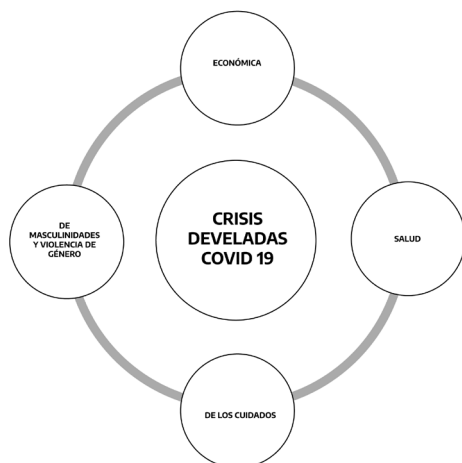 ECONÓMICA
DE
MASCULINIDADES
Y VIOLENCIA DE
GÉNERO
CRISIS
DEVELADAS
COVID 19
SALUD
DE LOS CUIDADOS